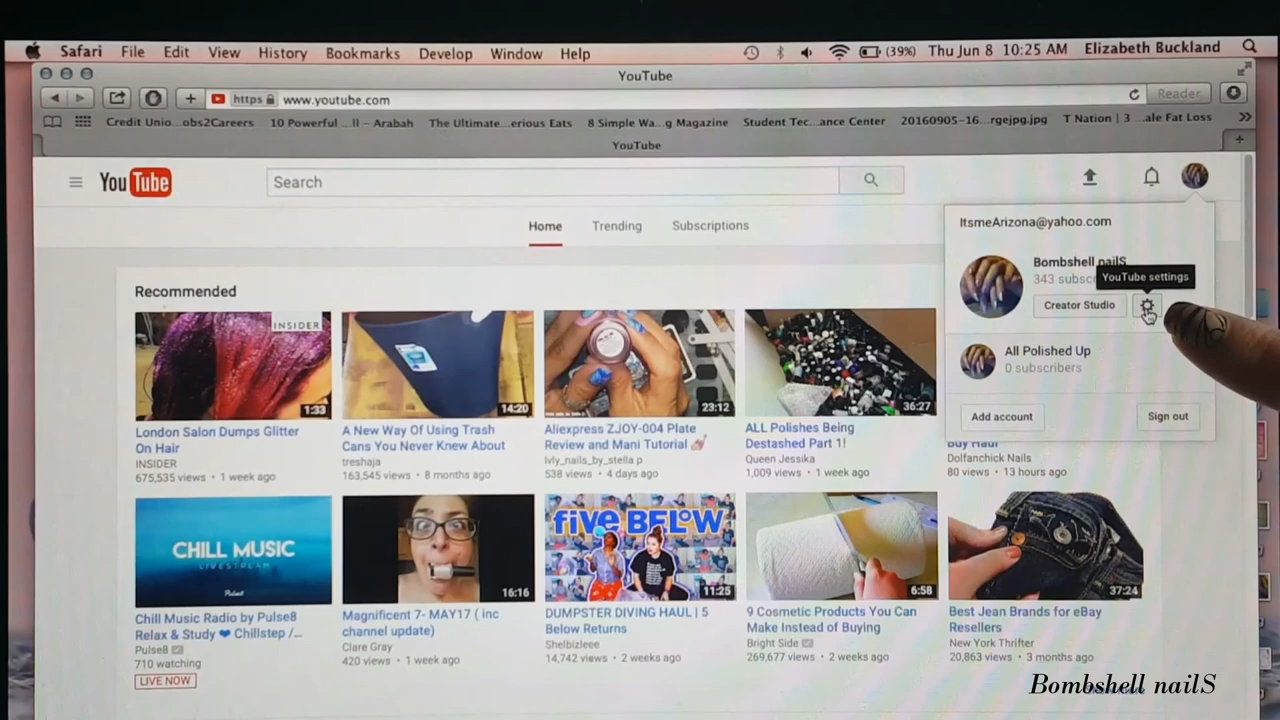 Safari File Edit View History Bookmarks Develop Window Help (39%) Thu Jun 8 10:25 AM Elizabeth Buckland
YouTube
https www.youtube.com Reader
Credit Unio...obs2Careers 10 Powerful ...ll – Arabah The Ultimate...erious Eats 8 Simple Wa...g Magazine Student Tec...ance Center 20160905-16...rgejpg.jpg T Nation | 3 ...ale Fat Loss
YouTube
YouTube Search
Home Trending Subscriptions
ItsmeArizona@yahoo.com
Bombshell nailS
343 subsc
YouTube settings
Creator Studio
All Polished Up
0 subscribers
Add account Sign out
Recommended
INSIDER
1:33 14:20 23:12 36:27
London Salon Dumps Glitter
On Hair
INSIDER
675,535 views • 1 week ago
A New Way Of Using Trash
Cans You Never Knew About
treshaja
163,545 views • 8 months ago
Aliexpress ZJOY-004 Plate
Review and Mani Tutorial 💅
lvly_nails_by_stella p
538 views • 4 days ago
ALL Polishes Being
Destashed Part 1!
Queen Jessika
1,009 views • 1 week ago
Buy Haul
Dolfanchick Nails
80 views • 13 hours ago
CHILL MUSIC
LIVESTREAM
Pulse8
16:16
five BELOW
11:25
6:58
37:24
Chill Music Radio by Pulse8
Relax & Study ❤ Chillstep /...
Pulse8
710 watching
LIVE NOW
Magnificent 7- MAY17 ( inc
channel update)
Clare Gray
420 views • 1 week ago
DUMPSTER DIVING HAUL | 5
Below Returns
Shelbizleee
14,742 views • 2 weeks ago
9 Cosmetic Products You Can
Make Instead of Buying
Bright Side
269,677 views • 2 weeks ago
Best Jean Brands for eBay
Resellers
New York Thrifter
20,863 views • 3 months ago
Bombshell nailS